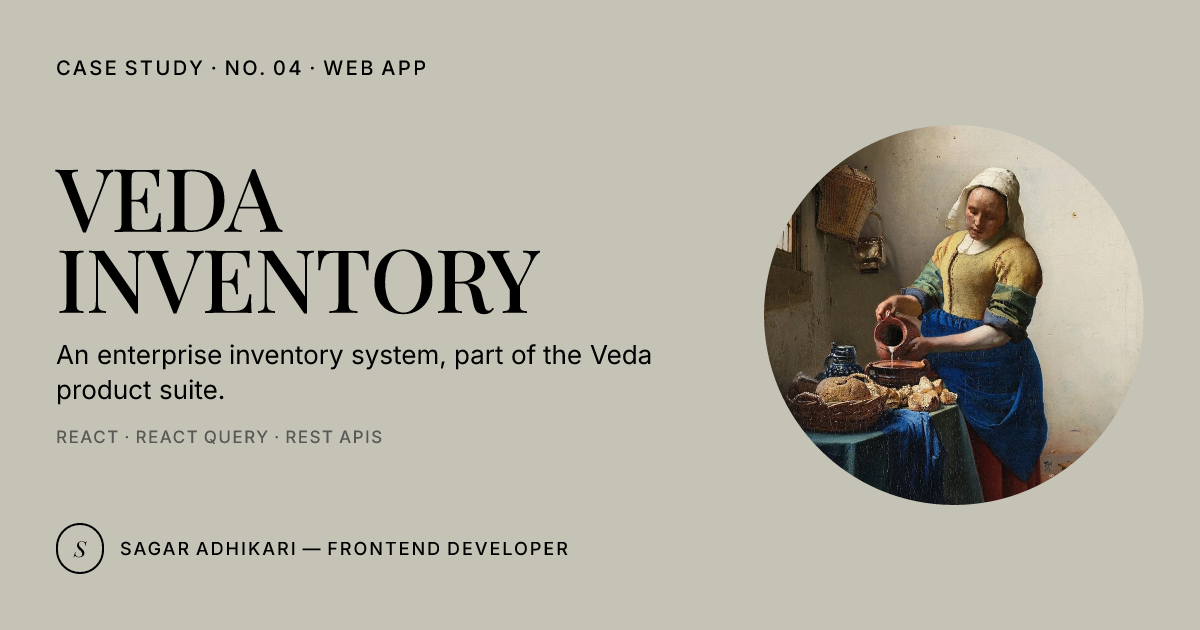 CASE STUDY · NO. 04 · WEB APP
VEDA
INVENTORY
An enterprise inventory system, part of the Veda
product suite.
REACT · REACT QUERY · REST APIS
S
SAGAR ADHIKARI — FRONTEND DEVELOPER